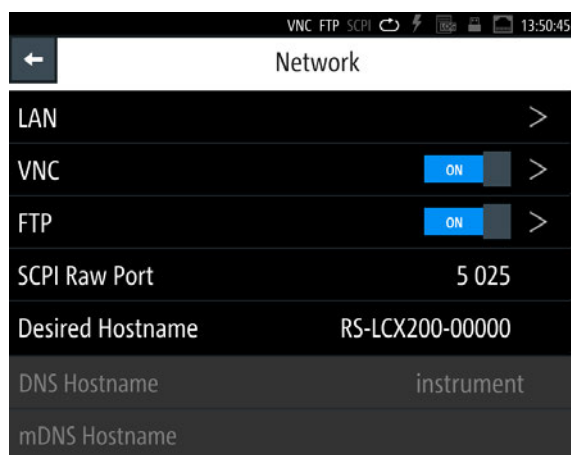 VNC FTP SCPI 13:50:45
Network
LAN >
VNC ON >
FTP ON >
SCPI Raw Port 5 025
Desired Hostname RS-LCX200-00000
DNS Hostname instrument
mDNS Hostname